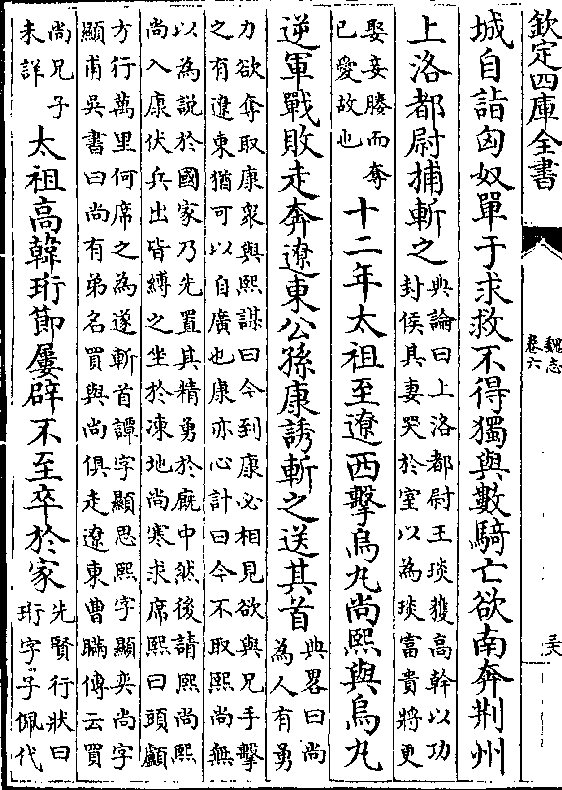 欽定四庫全書
魏志
卷六
城自詣匈奴單于求救不得獨與數騎亡欲南奔荆州
上洛都尉捕斬之典論曰上洛都尉王琰獲高幹以功
封侯其妻哭於室以為琰富貴將更
娶妾媵而奪
已愛故也
十二年太祖至遼西擊烏丸尚熙與烏丸
逆軍戰敗走奔遼東公孫康誘斬之送其首典畧曰尚
為人有勇
力欲奪取康衆與熙謀曰今到康必相見欲與兄手擊
之有遼東猶可以自廣也康亦心計曰今不取熙尚無
以為說於國家乃先置其精勇於廐中然後請熙尚熙
尚入康伏兵出皆縛之坐於凍地尚寒求席熙曰頭顱
方行萬里何席之為遂斬首譚字顯思熙字顯奕尚字
顯甫吳書曰尚有弟名買與尚俱走遼東曹瞞傳云買
尚兄子
未詳
太祖高韓珩節屢辟不至卒於家先賢行狀曰
珩字子佩代